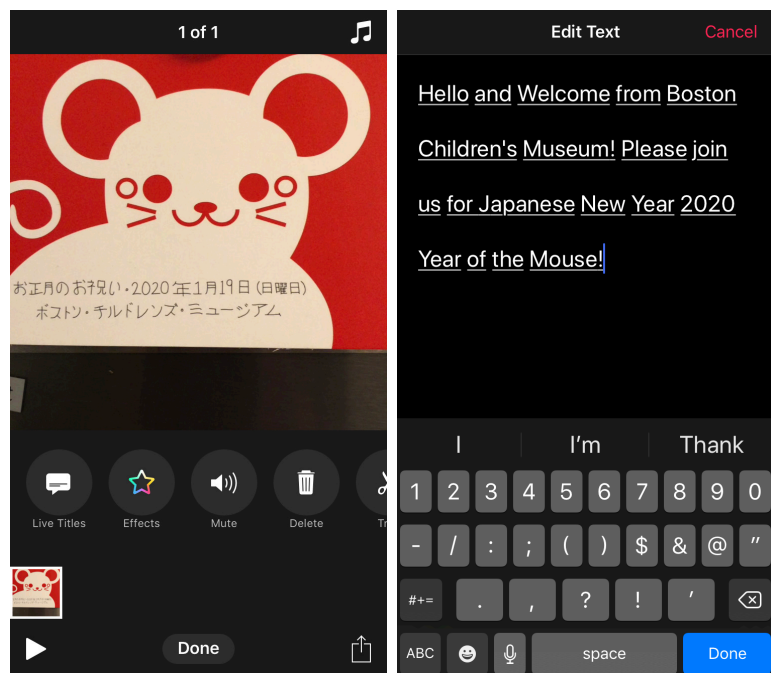 1 of 1
お正月のお祝い・2020年1月19日(日曜日)
ボストン・チルドレンズ・ミュージアム
Live Titles
Effects
Mute
Delete
Tr
Done
Edit Text
Cancel
Hello and Welcome from Boston
Children's Museum! Please join
us for Japanese New Year 2020
Year of the Mouse!
I
I'm
Thank
1 2 3 4 5 6 7 8 9 0
- / : ; ( ) $ & @ "
#+= . , ? ! '
ABC space Done